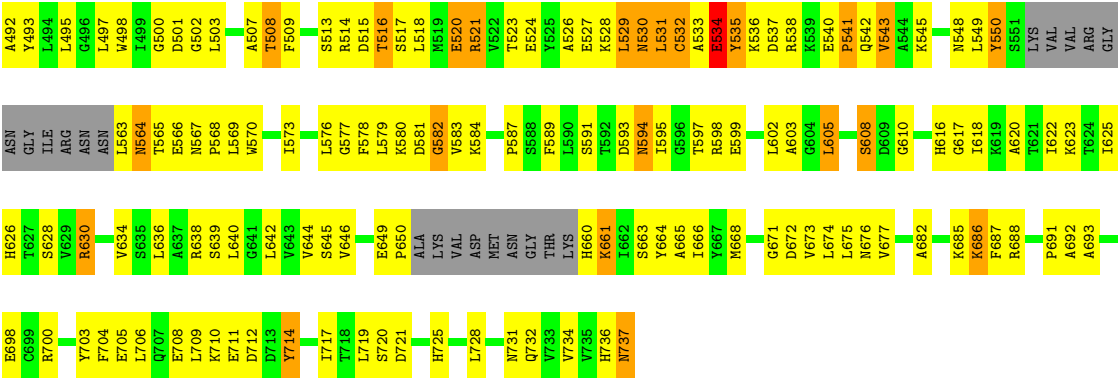 A492 Y493 L494 L495 G496 L497 W498 I499 G500 D501 G502 L503 A507 T508 F509 S513 R514 D515 T516 S517 L518 M519 E520 R521 V522 T523 E524 Y525 A526 E527 K528 L529 N530 L531 C532 A533 E534 Y535 K536 D537 R538 K539 E540 P541 Q542 V543 A544 K545 N548 L549 Y550 S551 LYS VAL VAL ARG GLY
ASN GLY ILE ARG ASN ASN L563 N564 T565 E566 N567 P568 L569 W570 I573 L576 G577 F578 L579 K580 D581 G582 V583 K584 P587 S588 F589 L590 S591 T592 D593 N594 I595 G596 T597 R598 E599 L602 A603 G604 L605 S608 D609 G610 H616 G617 I618 K619 A620 T621 I622 K623 T624 I625
H626 T627 S628 V629 R630 V634 S635 L636 A637 R638 S639 L640 G641 L642 V643 V644 S645 V646 E649 P650 ALA LYS VAL ASP MET ASN GLY THR LYS H660 K661 I662 S663 Y664 A665 I666 Y667 M668 G671 D672 V673 L674 L675 N676 V677 A682 K685 K686 F687 R688 P691 A692 A693
E698 C699 R700 Y703 F704 E705 L706 Q707 E708 L709 K710 E711 D712 D713 Y714 I717 T718 L719 S720 D721 H725 L728 N731 Q732 V733 V734 V735 H736 N737